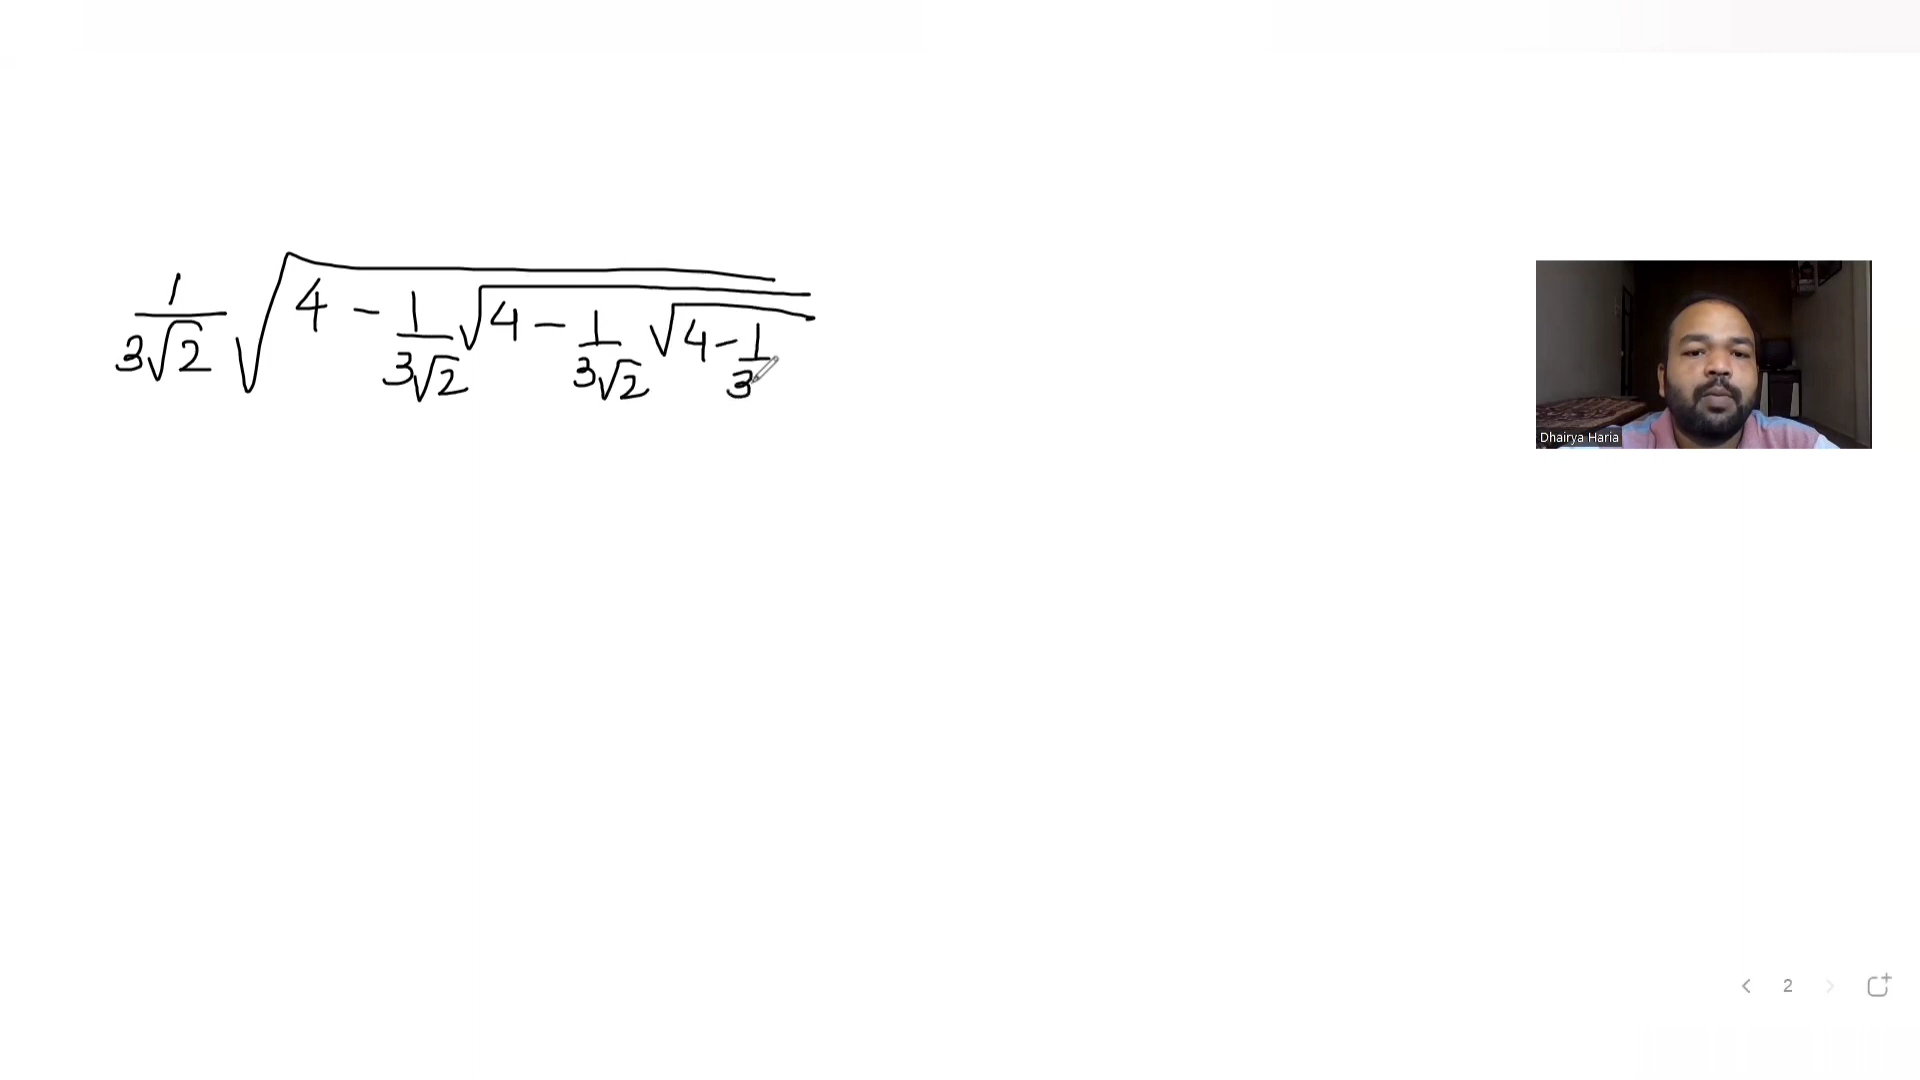 1/3√2 √4 - 1/3√2 √4 - 1/3√2 √4 - 1/3
Dhairya Haria
2